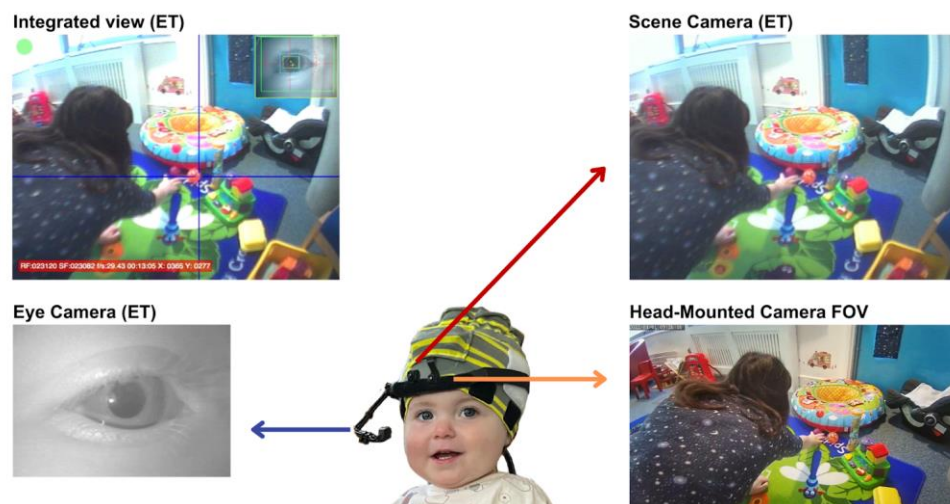 Integrated view (ET)
Scene Camera (ET)
RF:023120 SF:023082 f/s:29.43 00:13:05 X: 0365 Y: 0277
Eye Camera (ET)
Head-Mounted Camera FOV